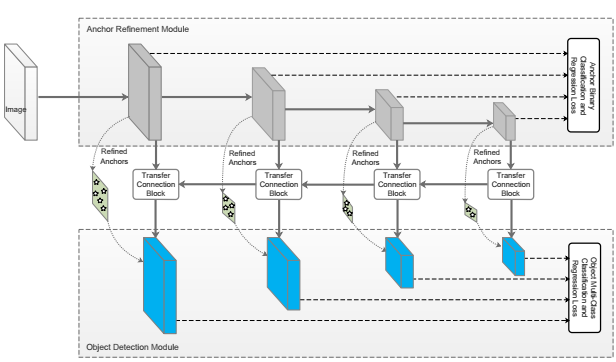 Anchor Refinement Module
Image
Anchor Binary
Classification and
Regression Loss
Refined
Anchors
Refined
Anchors
Refined
Anchors
Refined
Anchors
Transfer
Connection
Block
Transfer
Connection
Block
Transfer
Connection
Block
Transfer
Connection
Block
Object Multi-Class
Classification and
Regression Loss
Object Detection Module